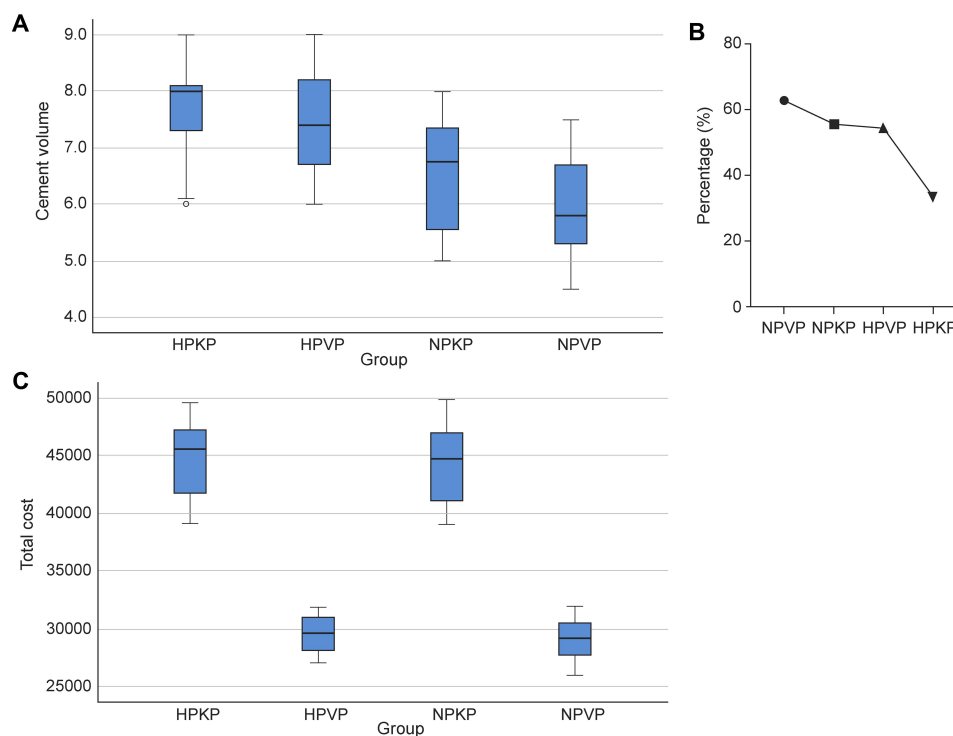 A
Cement volume
9.0
8.0
7.0
6.0
5.0
4.0
HPKP HPVP NPKP NPVP
Group
B
Percentage (%)
80
60
40
20
0
NPVP NPKP HPVP HPKP
C
Total cost
50000
45000
40000
35000
30000
25000
HPKP HPVP NPKP NPVP
Group